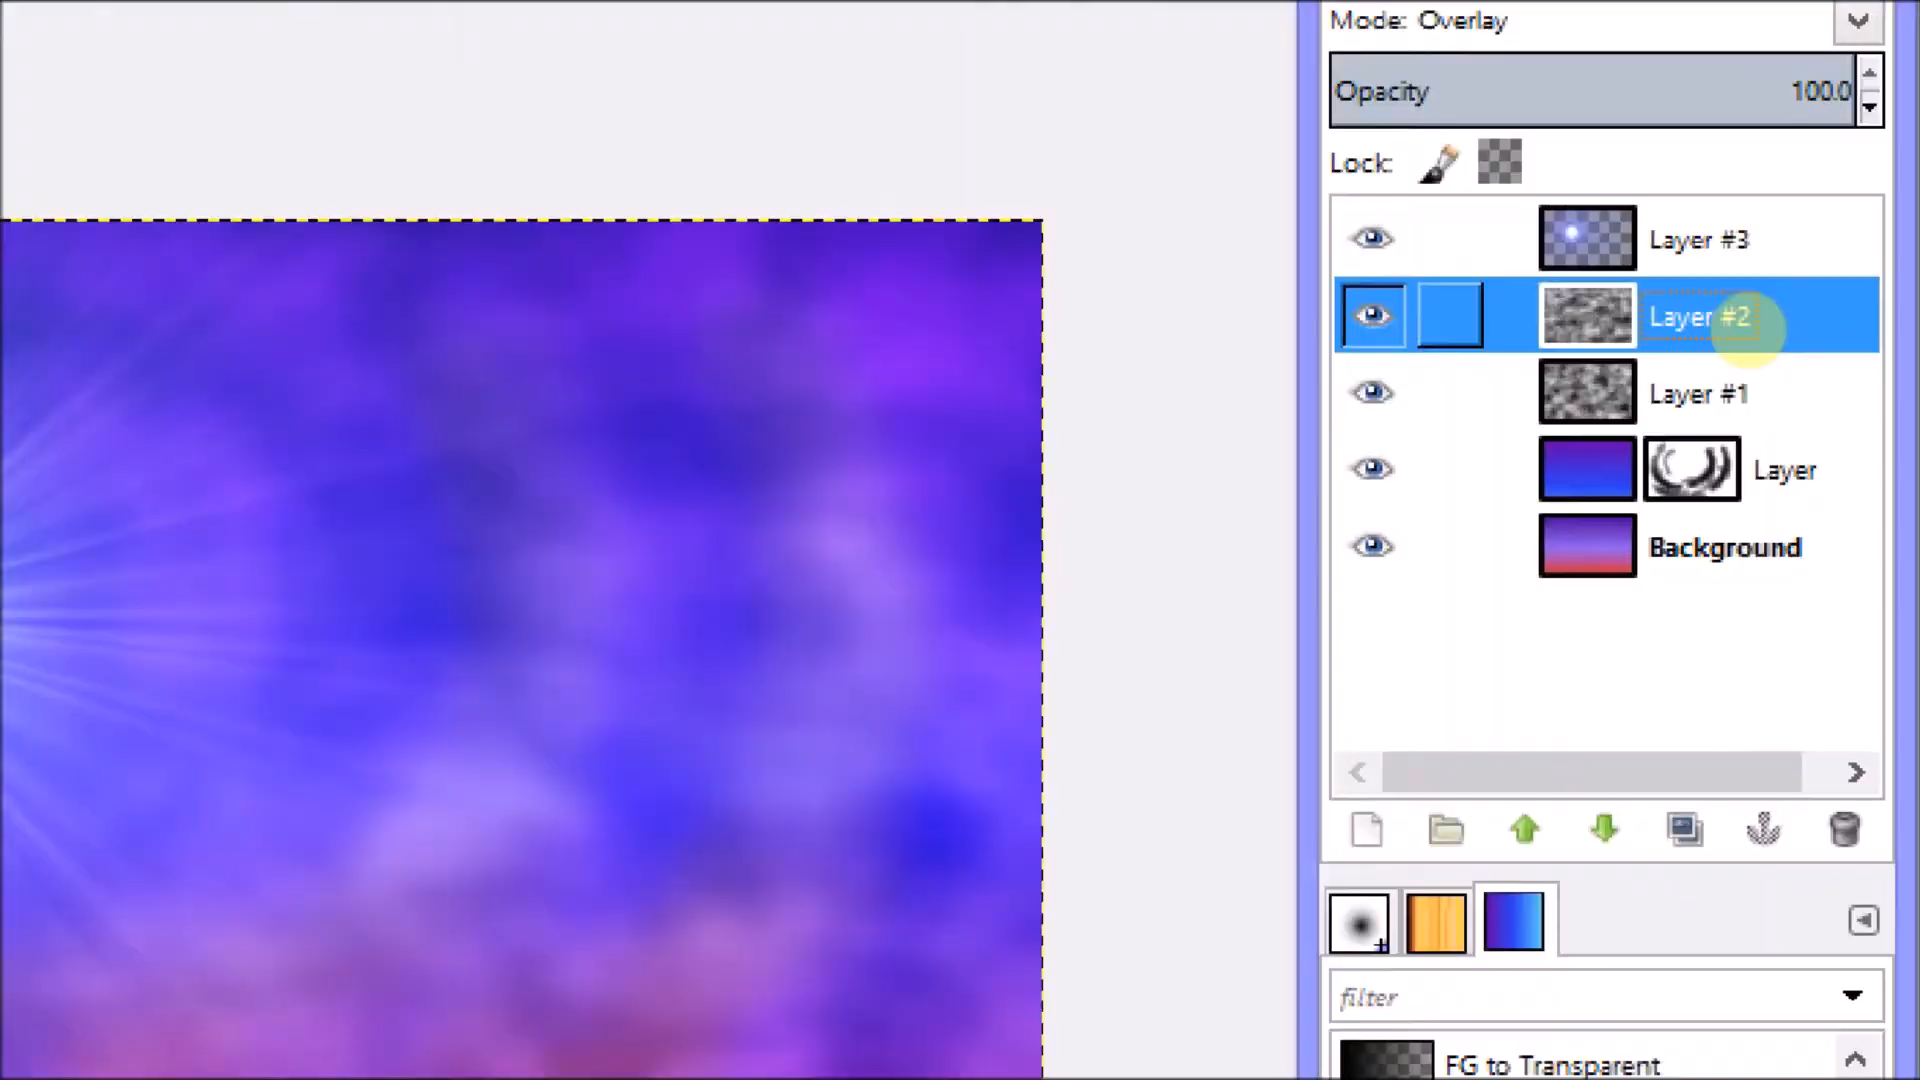 Mode: Overlay
Opacity 100.0
Lock:
Layer #3
Layer #2
Layer #1
Layer
Background
filter
FG to Transparent